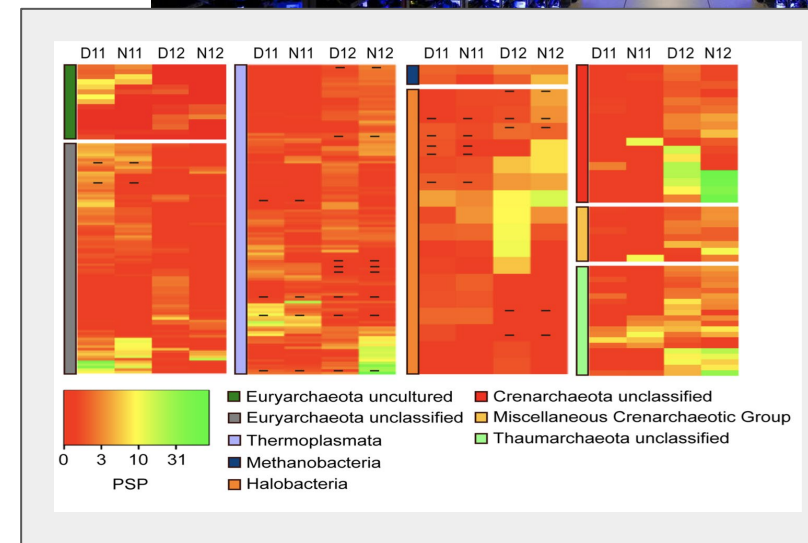 D11 N11 D12 N12 D11 N11 D12 N12 D11 N11 D12 N12 D11 N11 D12 N12
0 3 10 31
PSP
Euryarchaeota uncultured
Euryarchaeota unclassified
Thermoplasmata
Methanobacteria
Halobacteria
Crenarchaeota unclassified
Miscellaneous Crenarchaeotic Group
Thaumarchaeota unclassified